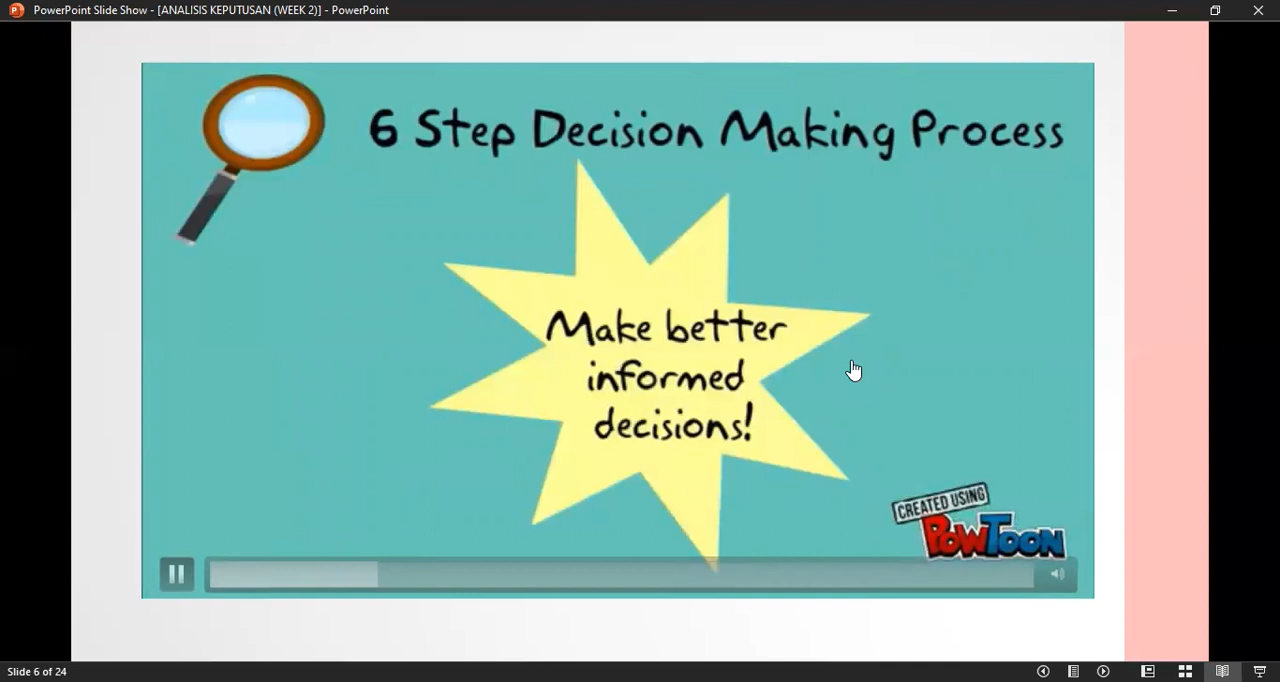 PowerPoint Slide Show - [ANALISIS KEPUTUSAN (WEEK 2)] - PowerPoint
6 Step Decision Making Process
Make better
informed
decisions!
CREATED USING
POWTOON
Slide 6 of 24